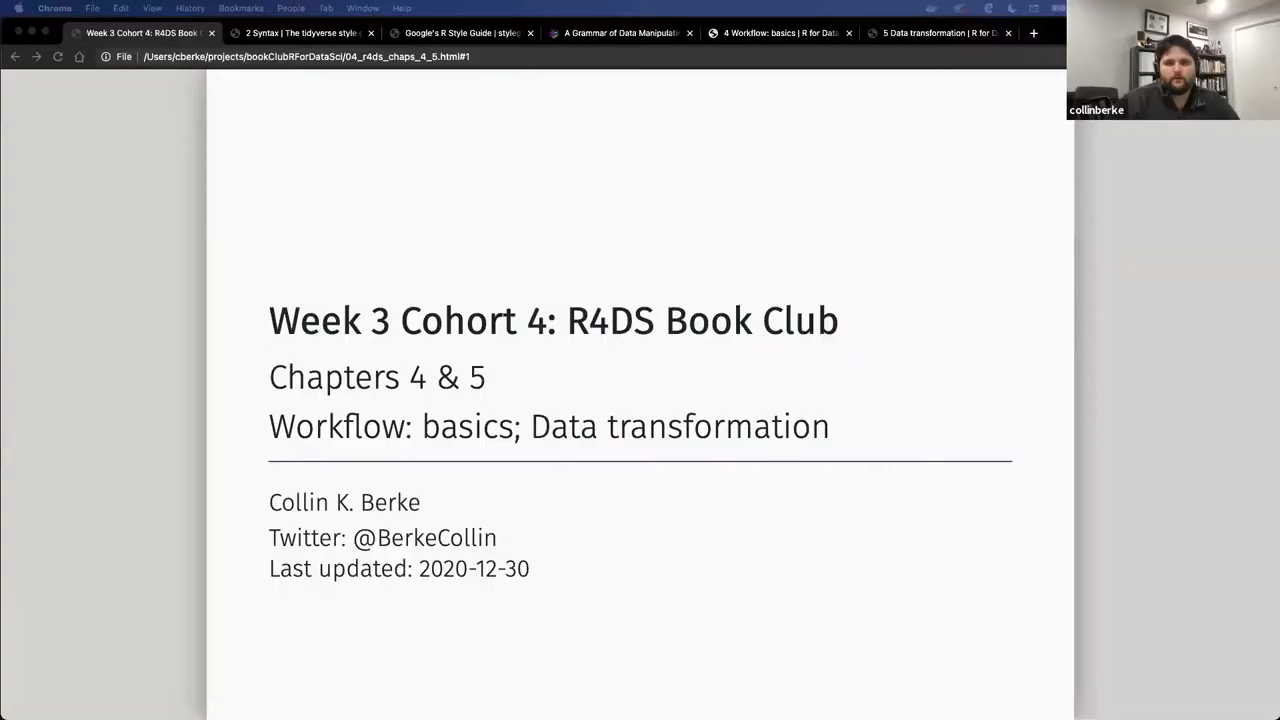 Chrome File Edit View History Bookmarks People Tab Window Help
Week 3 Cohort 4: R4DS Book C × 2 Syntax | The tidyverse style g × Google's R Style Guide | styleg × A Grammar of Data Manipulati × 4 Workflow: basics | R for Data × 5 Data transformation | R for D × +
File | /Users/cberke/projects/bookClubRForDataSci/04_r4ds_chaps_4_5.html#1
collinberke
Week 3 Cohort 4: R4DS Book Club
Chapters 4 & 5
Workflow: basics; Data transformation
Collin K. Berke
Twitter: @BerkeCollin
Last updated: 2020-12-30